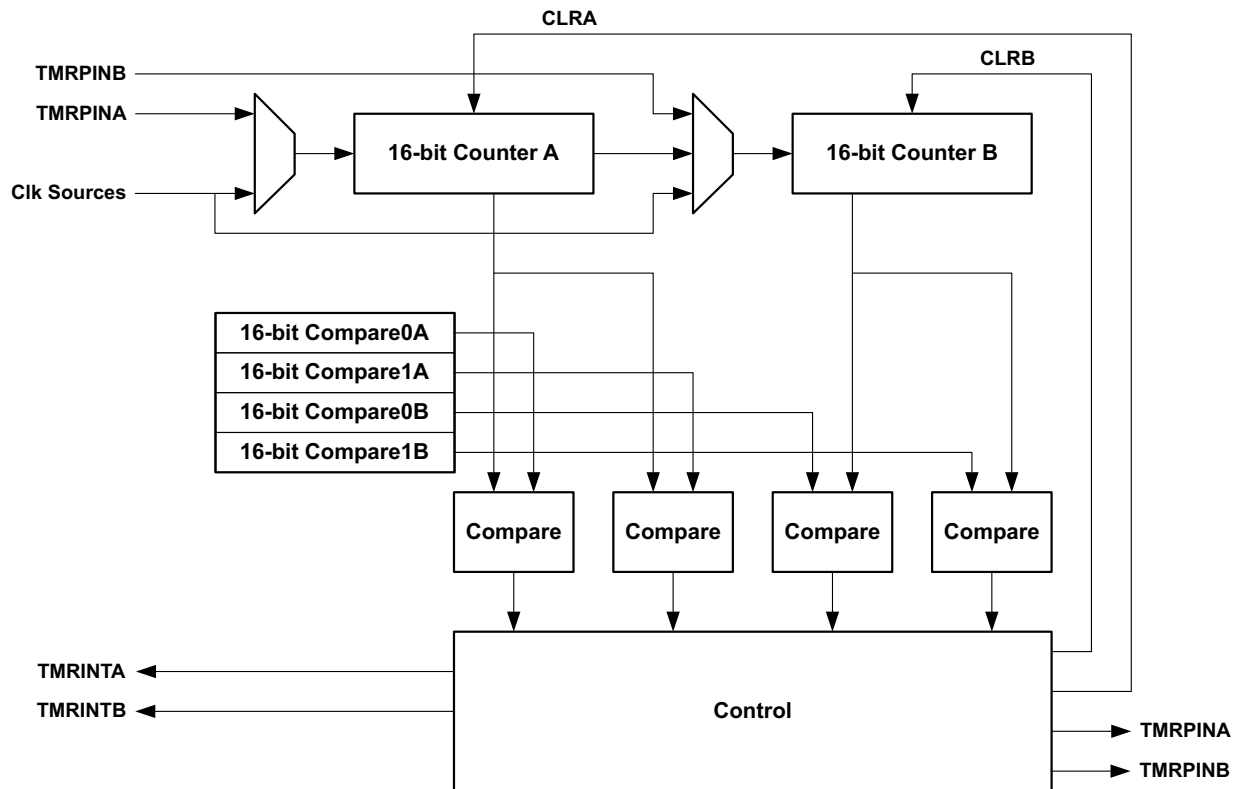 CLRA
CLRB
TMRPINB
TMRPINA
16-bit Counter A
16-bit Counter B
Clk Sources
16-bit Compare0A
16-bit Compare1A
16-bit Compare0B
16-bit Compare1B
Compare
Compare
Compare
Compare
TMRINTA
TMRINTB
Control
TMRPINA
TMRPINB